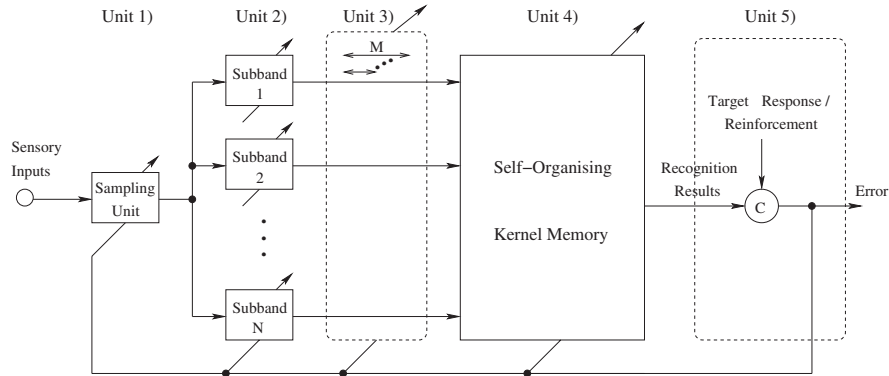 Unit 1)
Unit 2)
Unit 3)
Unit 4)
Unit 5)
M
Subband
1
Target Response /
Reinforcement
Sensory
Inputs
Subband
2
Self−Organising
Recognition
Results
Sampling
Unit
C
Error
Kernel Memory
Subband
N